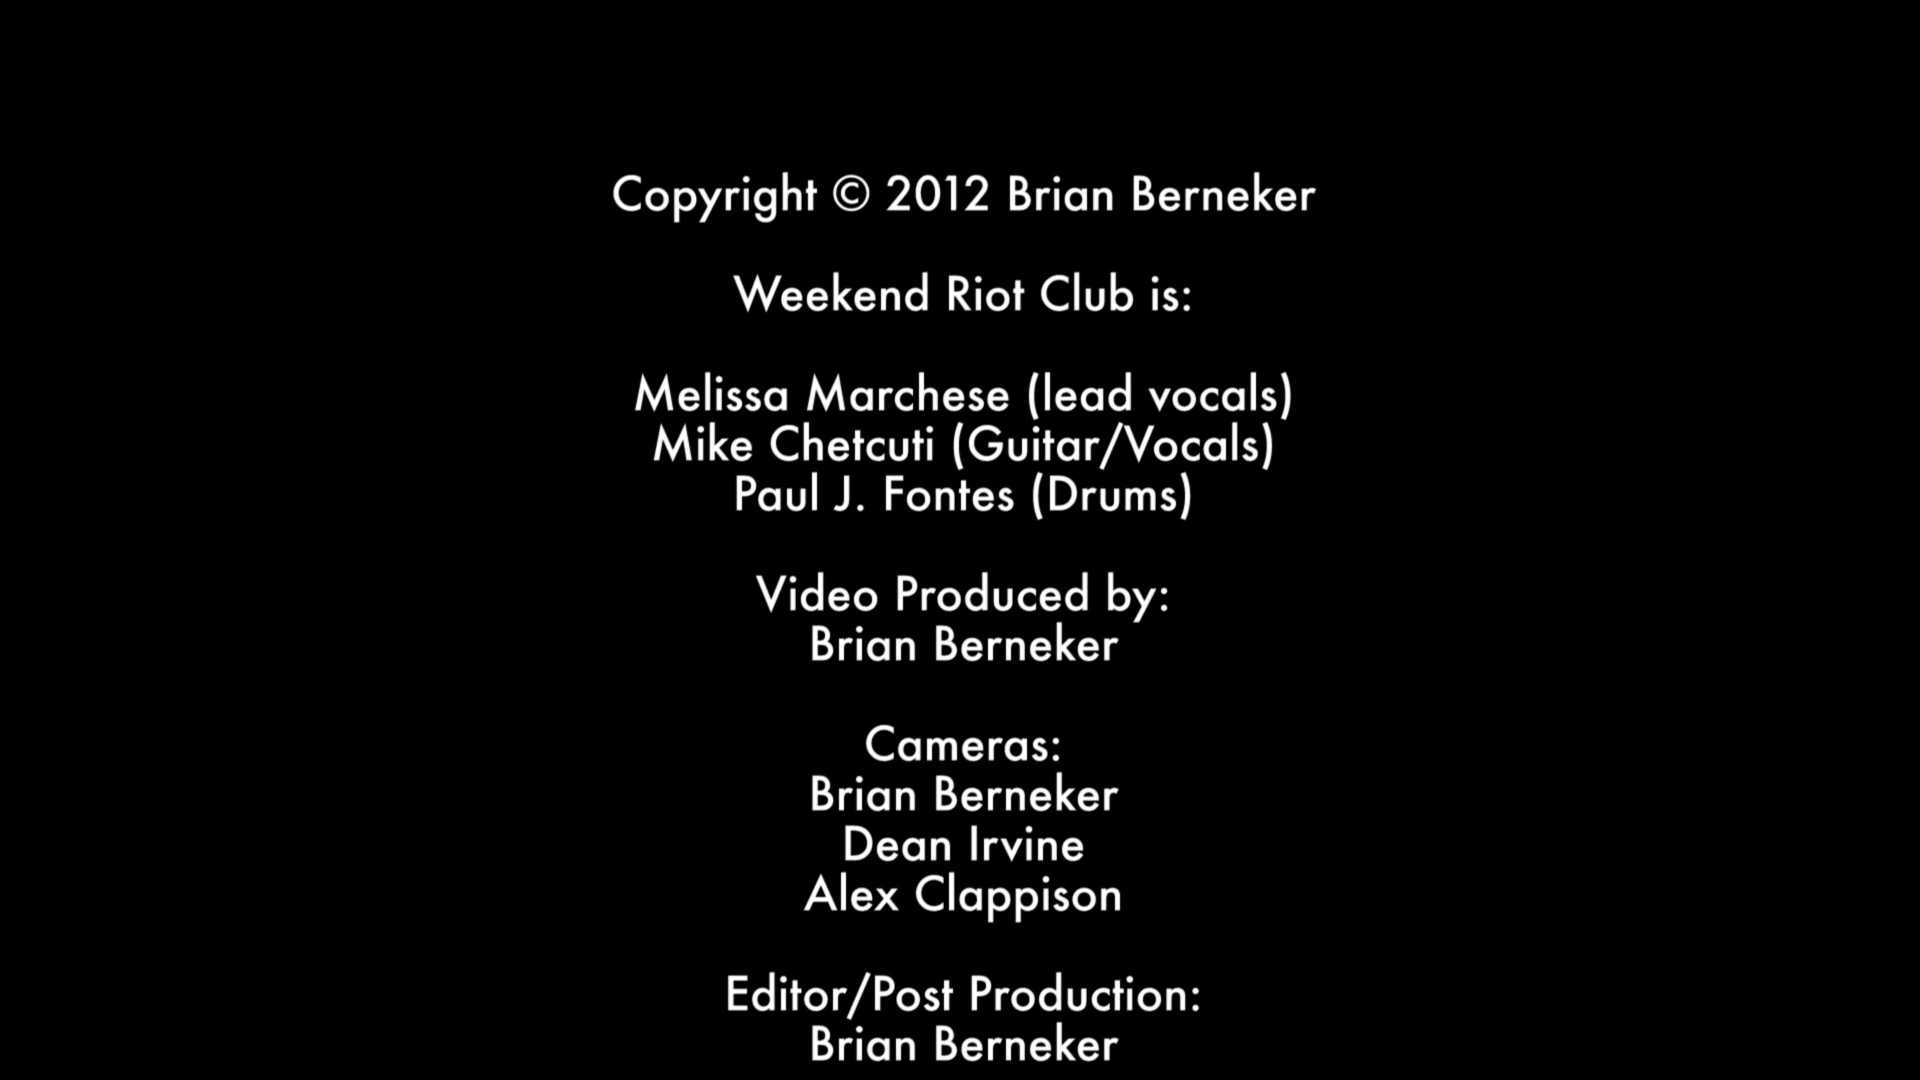 Copyright © 2012 Brian Berneker
Weekend Riot Club is:
Melissa Marchese (lead vocals)
Mike Chetcuti (Guitar/Vocals)
Paul J. Fontes (Drums)
Video Produced by:
Brian Berneker
Cameras:
Brian Berneker
Dean Irvine
Alex Clappison
Editor/Post Production:
Brian Berneker